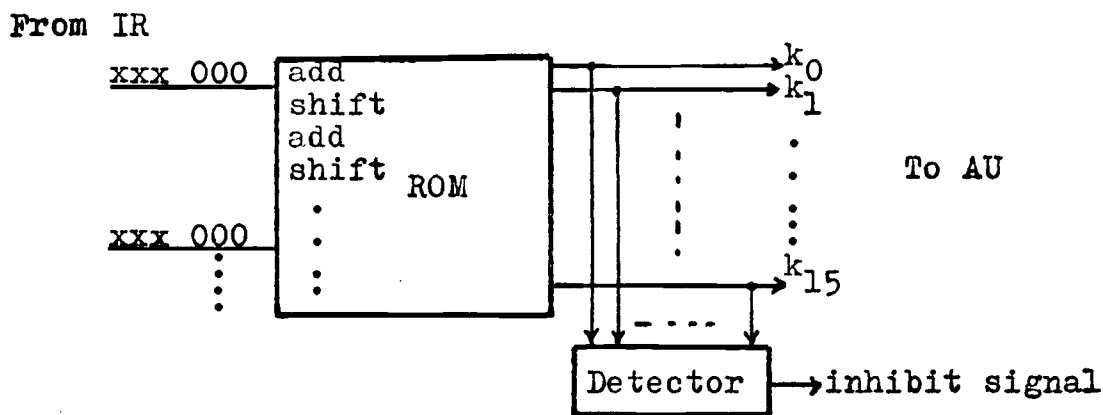 From IR
xxx 000
add
shift
add
shift
ROM
xxx 000
k0
k1
k15
To AU
Detector
inhibit signal